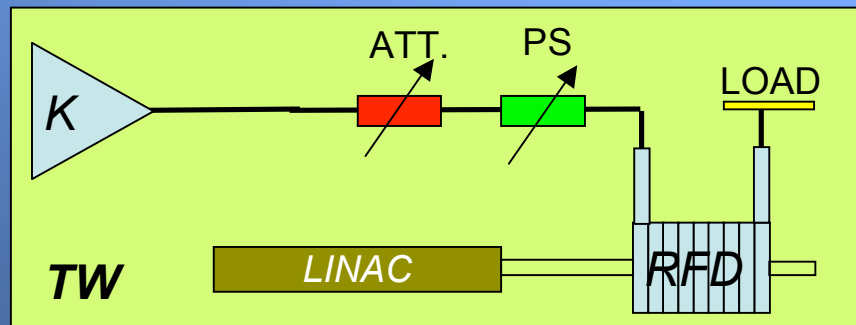 ATT.
PS
LOAD
K
RFD
LINAC
TW